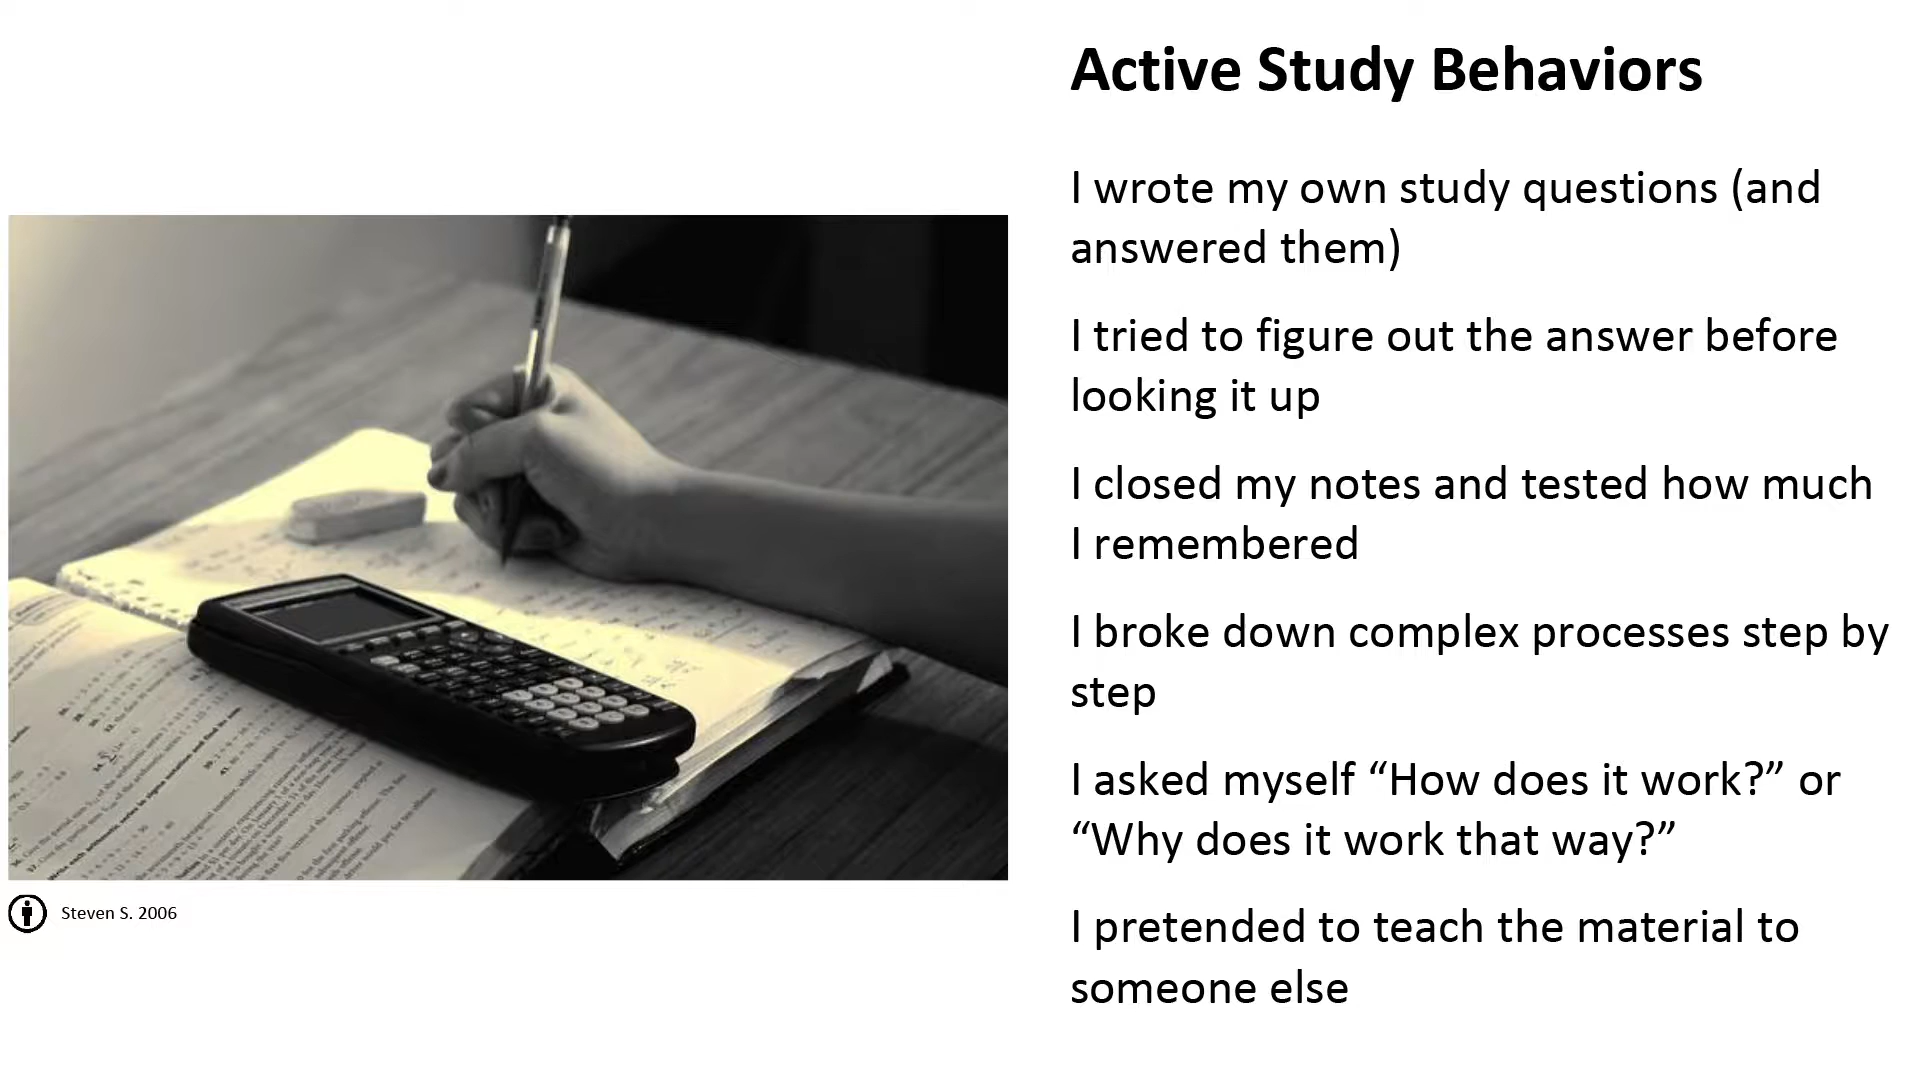 Active Study Behaviors
I wrote my own study questions (and
answered them)
I tried to figure out the answer before
looking it up
I closed my notes and tested how much
I remembered
I broke down complex processes step by
step
I asked myself “How does it work?” or
“Why does it work that way?”
I pretended to teach the material to
someone else
Steven S. 2006